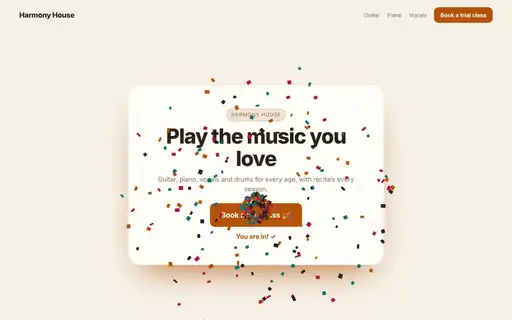 Harmony House
Guitar Piano Vocals Book a trial class
HARMONY HOUSE
Play the music you
love
Guitar, piano, vocals and drums for every age, with recitals every
season.
Book
You are in! ✓